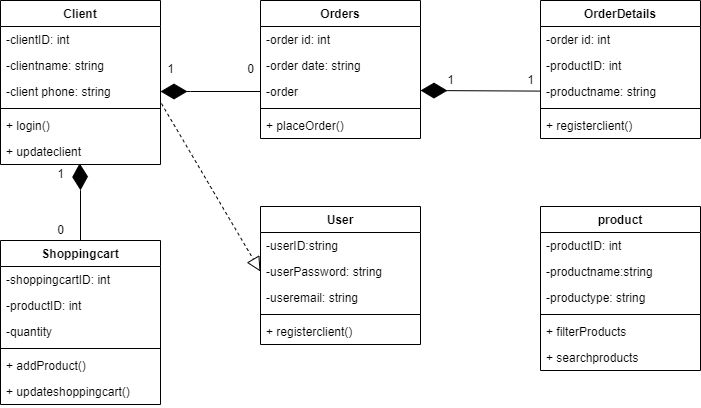 Client
-clientID: int
-clientname: string
-client phone: string
+ login()
+ updateclient
1
0
Orders
-order id: int
-order date: string
-order
+ placeOrder()
1
1
OrderDetails
-order id: int
-productID: int
-productname: string
+ registerclient()
1
0
Shoppingcart
-shoppingcartID: int
-productID: int
-quantity
+ addProduct()
+ updateshoppingcart()
User
-userID:string
-userPassword: string
-useremail: string
+ registerclient()
product
-productID: int
-productname:string
-productype: string
+ filterProducts
+ searchproducts